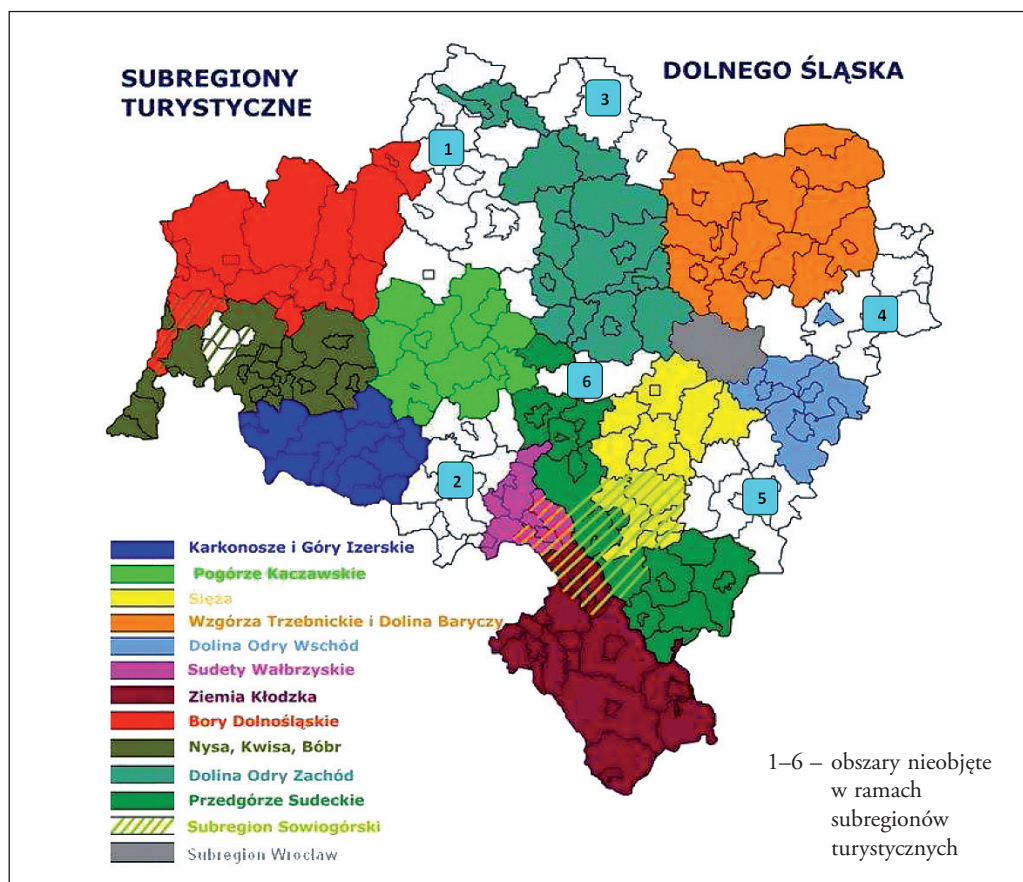 SUBREGIONY
TURYSTYCZNE
DOLNEGO ŚLĄSKA
3
1
4
6
2
5
Karkonosze i Góry Izerskie
Pogórze Kaczawskie
Ślęża
Wzgórza Trzebnickie i Dolina Baryczy
Dolina Odry Wschód
Sudety Wałbrzyskie
Ziemia Kłodzka
Bory Dolnośląskie
Nysa, Kwisa, Bóbr
Dolina Odry Zachód
Przedgórze Sudeckie
Subregion Sowiogórski
Subregion Wrocław
1–6 – obszary nieobjęte
w ramach
subregionów
turystycznych